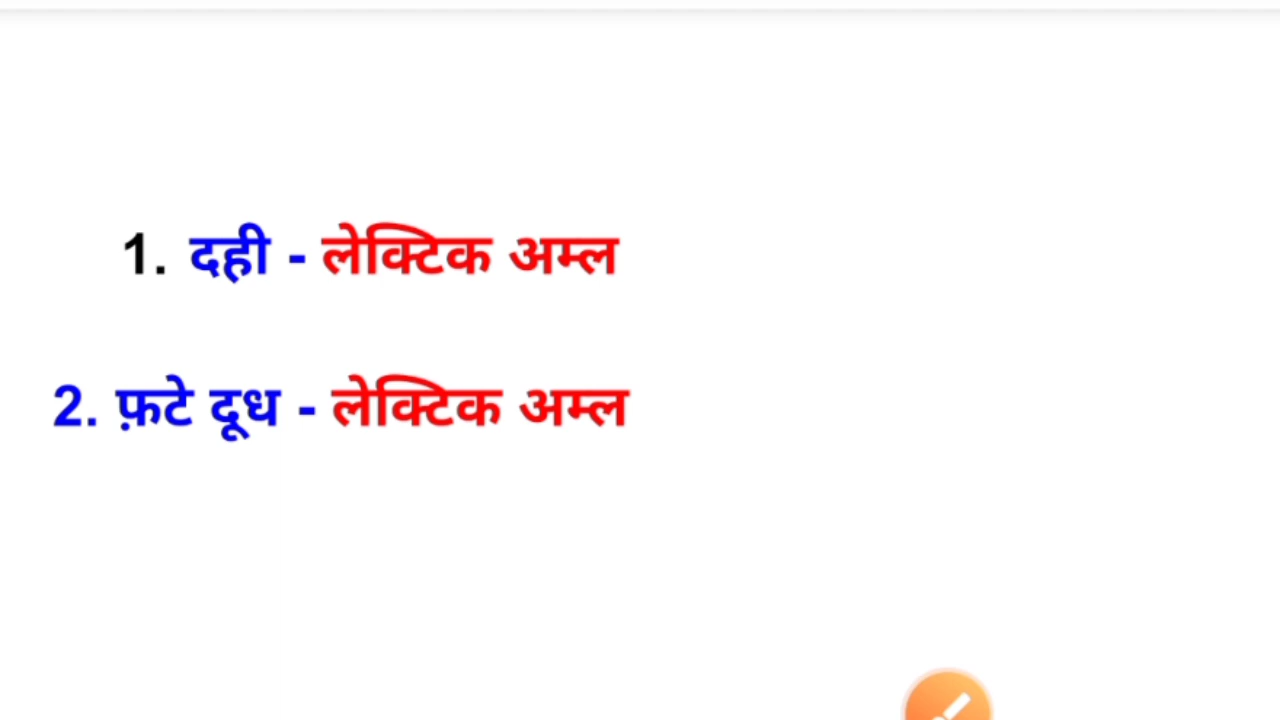 1. दही - लेक्टिक अम्ल
2. फ़टे दूध - लेक्टिक अम्ल